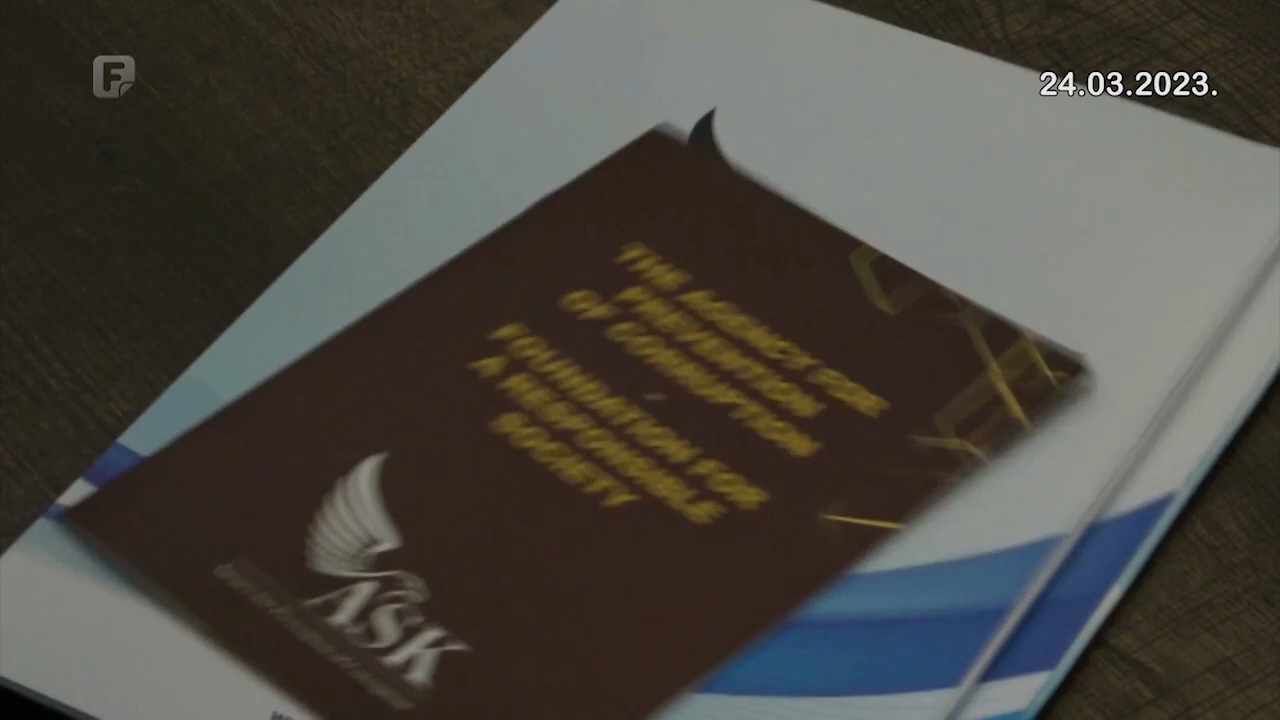 F
24.03.2023.
THE AGENCY FOR
PREVENTION
OF CORRUPTION
-
FOUNDATION FOR
A RESPONSIBLE
SOCIETY
ASK